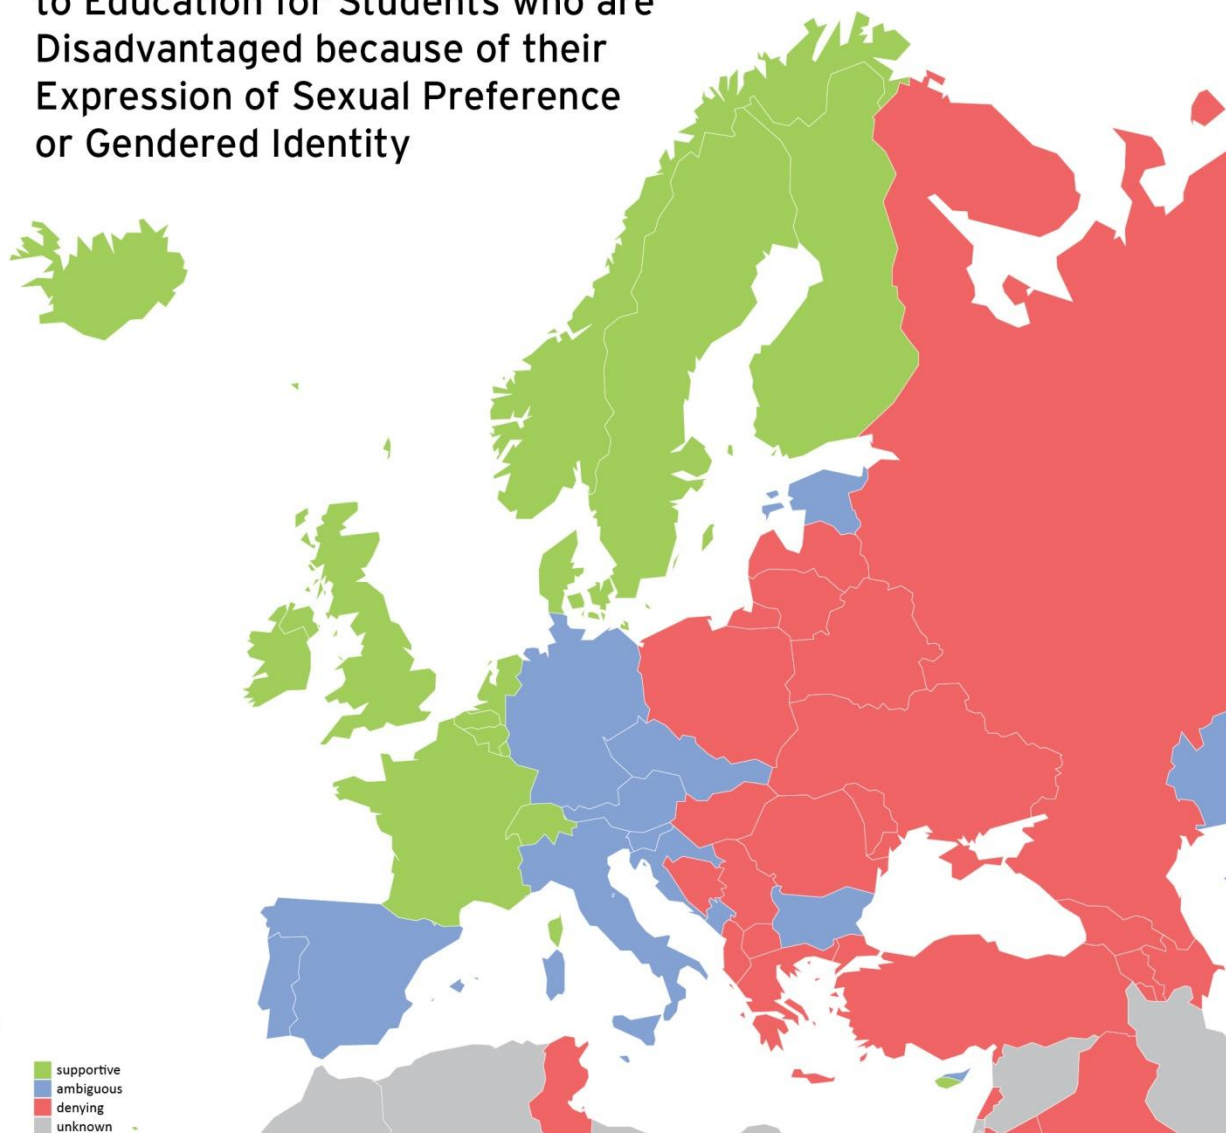 to Education for Students who are
Disadvantaged because of their
Expression of Sexual Preference
or Gendered Identity
supportive
ambiguous
denying
unknown